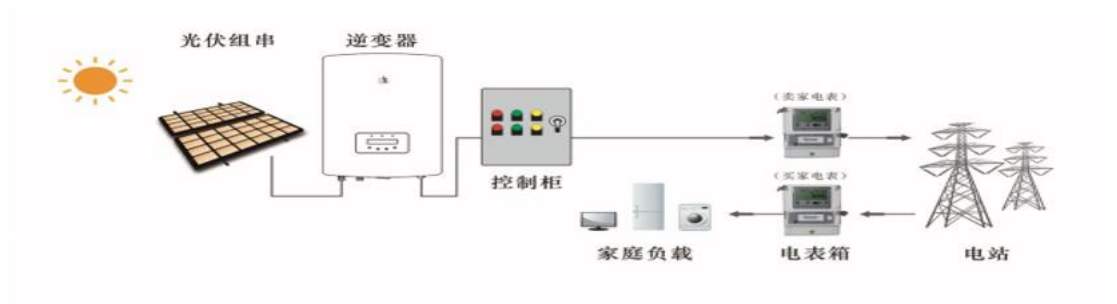 光伏组串
逆变器
(卖家电表)
(买家电表)
控制柜
家庭负载
电表箱
电站